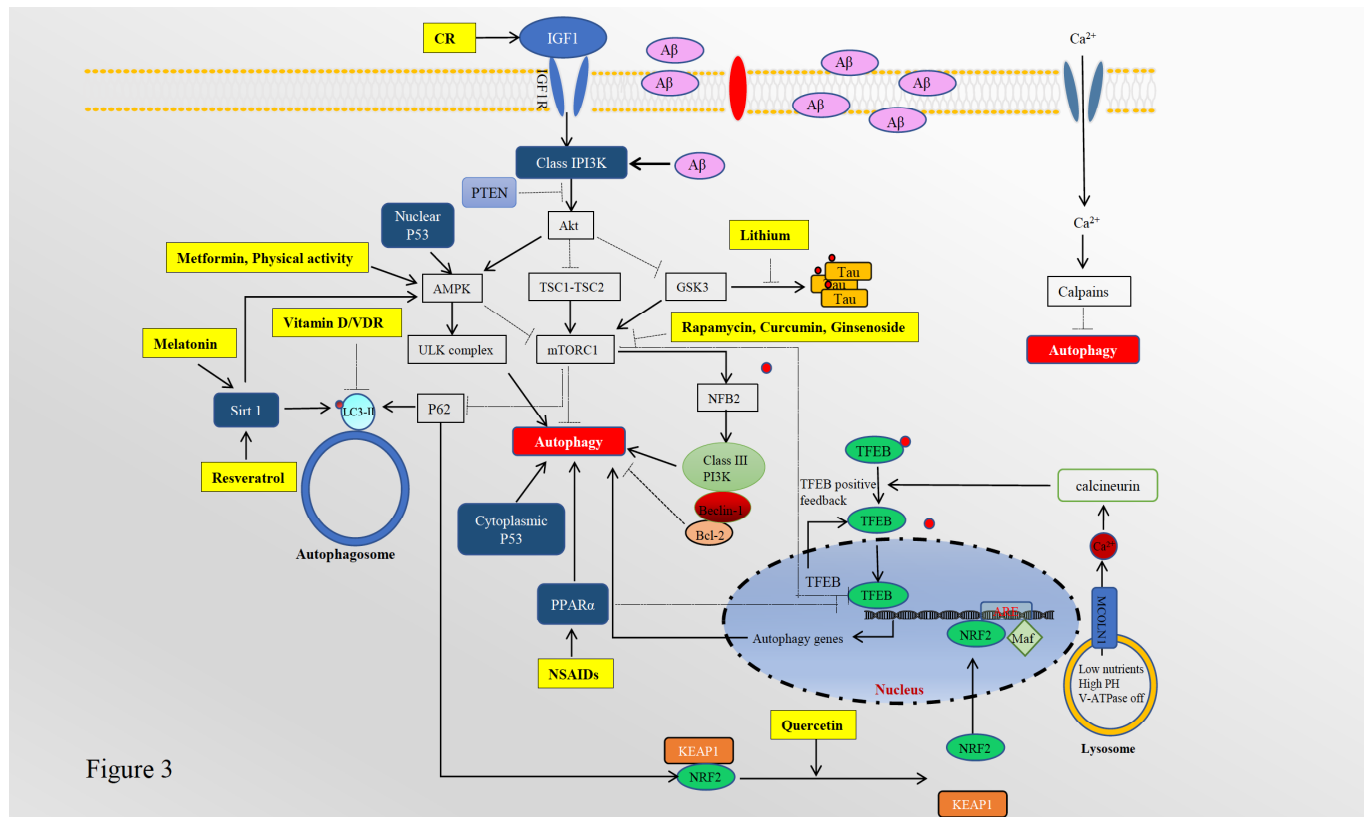 CR
IGF1
IGF1R
Aβ
Aβ
Aβ
Aβ
Aβ
Aβ
Ca²⁺
Class IPI3K
Aβ
PTEN
Akt
Nuclear
P53
Metformin, Physical activity
Lithium
AMPK
TSC1-TSC2
GSK3
Tau
Tau
Tau
Ca²⁺
Calpains
Autophagy
Vitamin D/VDR
Rapamycin, Curcumin, Ginsenoside
Melatonin
ULK complex
mTORC1
NFB2
Sirt 1
LC3-II
P62
Resveratrol
Autophagy
Class III
PI3K
Beclin-1
Bcl-2
Cytoplasmic
P53
Autophagosome
TFEB
TFEB positive
feedback
TFEB
calcineurin
Ca²⁺
MCOLN1
TFEB
TFEB
PPARα
NSAIDs
Autophagy genes
NRF2
Maf
Nucleus
Low nutrients
High PH
V-ATPase off
Lysosome
Quercetin
KEAP1
NRF2
NRF2
KEAP1
Figure 3